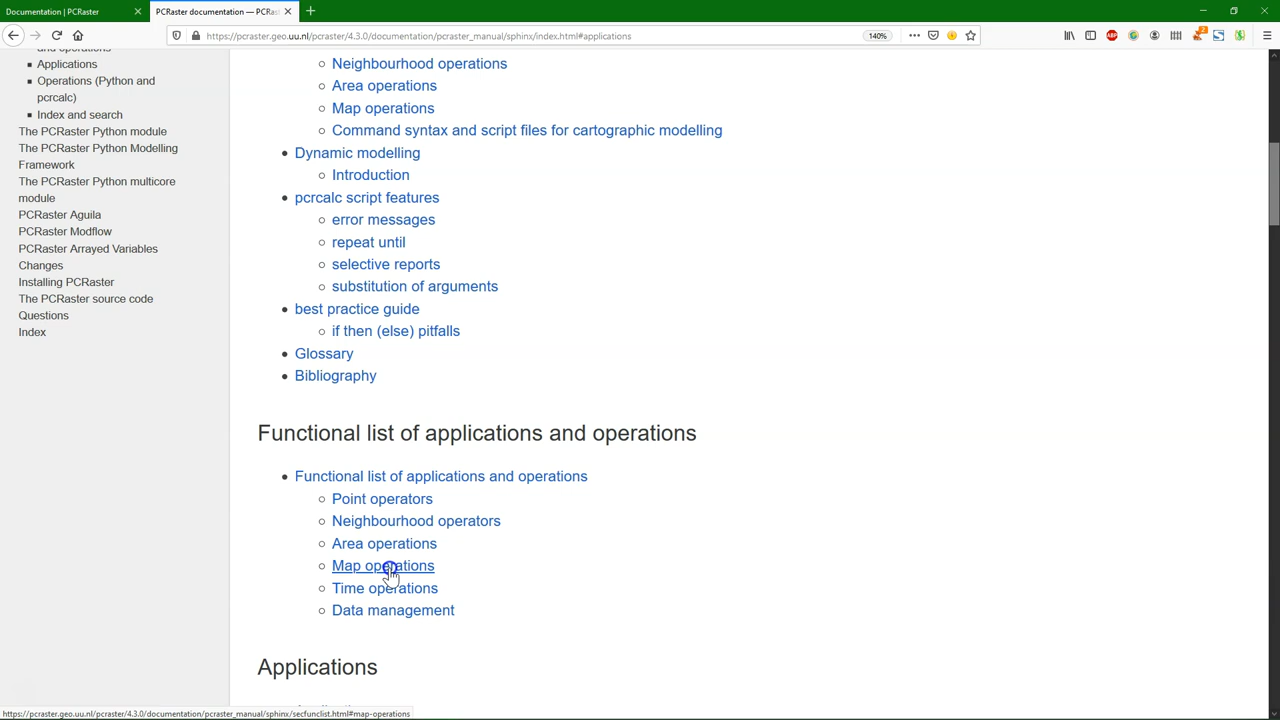 Documentation | PCRaster
PCRaster documentation — PCRas
https://pcraster.geo.uu.nl/pcraster/4.3.0/documentation/pcraster_manual/sphinx/index.html#applications
140%
and operations
Applications
Operations (Python and
pcrcalc)
Index and search
The PCRaster Python module
The PCRaster Python Modelling
Framework
The PCRaster Python multicore
module
PCRaster Aguila
PCRaster Modflow
PCRaster Arrayed Variables
Changes
Installing PCRaster
The PCRaster source code
Questions
Index
Neighbourhood operations
Area operations
Map operations
Command syntax and script files for cartographic modelling
Dynamic modelling
Introduction
pcrcalc script features
error messages
repeat until
selective reports
substitution of arguments
best practice guide
if then (else) pitfalls
Glossary
Bibliography
Functional list of applications and operations
Functional list of applications and operations
Point operators
Neighbourhood operators
Area operations
Map operations
Time operations
Data management
Applications
https://pcraster.geo.uu.nl/pcraster/4.3.0/documentation/pcraster_manual/sphinx/secfunclist.html#map-operations